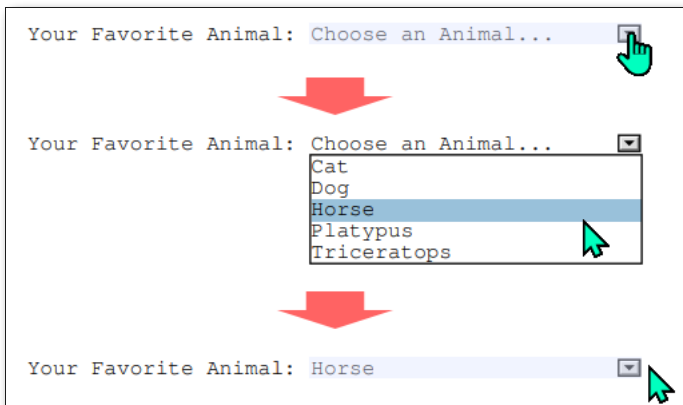 Your Favorite Animal: Choose an Animal...
Your Favorite Animal: Choose an Animal...
Cat
Dog
Horse
Platypus
Triceratops
Your Favorite Animal: Horse